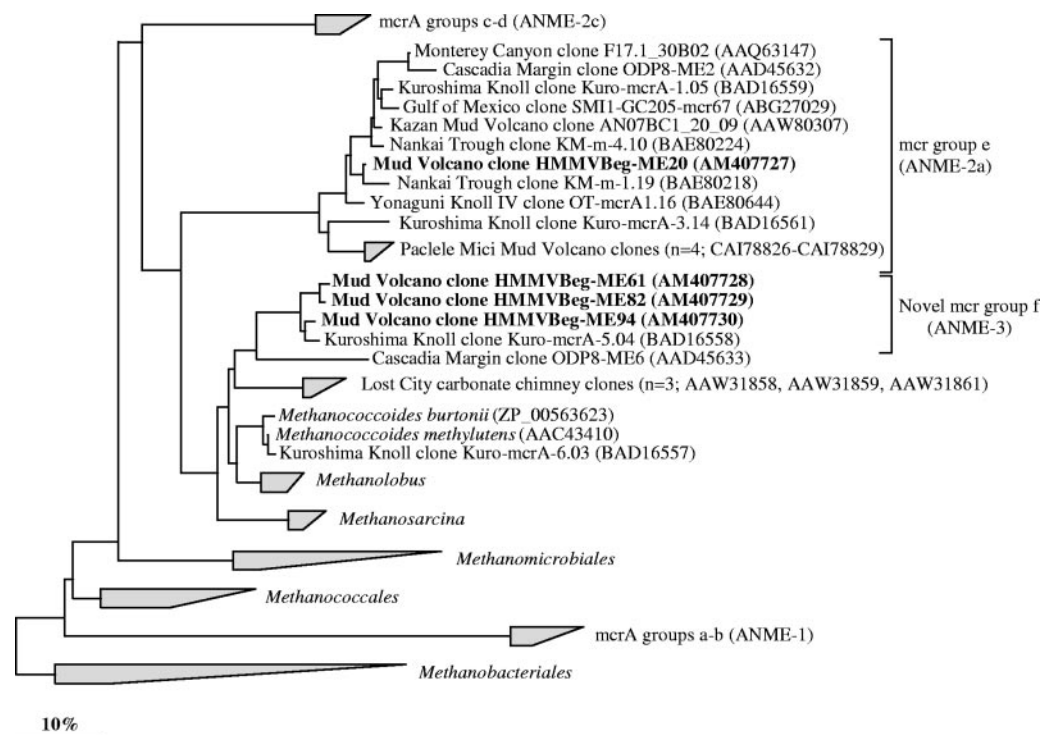 mcrA groups c-d (ANME-2c)
Monterey Canyon clone F17.1_30B02 (AAQ63147)
Cascadia Margin clone ODP8-ME2 (AAD45632)
Kuroshima Knoll clone Kuro-mcrA-1.05 (BAD16559)
Gulf of Mexico clone SMI1-GC205-mcr67 (ABG27029)
Kazan Mud Volcano clone AN07BC1_20_09 (AAW80307)
Nankai Trough clone KM-m-4.10 (BAE80224)
Mud Volcano clone HMMVBeg-ME20 (AM407727)
Nankai Trough clone KM-m-1.19 (BAE80218)
Yonaguni Knoll IV clone OT-mcrA1.16 (BAE80644)
Kuroshima Knoll clone Kuro-mcrA-3.14 (BAD16561)
Paclele Mici Mud Volcano clones (n=4; CAI78826-CAI78829)
mcr group e
(ANME-2a)
Mud Volcano clone HMMVBeg-ME61 (AM407728)
Mud Volcano clone HMMVBeg-ME82 (AM407729)
Mud Volcano clone HMMVBeg-ME94 (AM407730)
Kuroshima Knoll clone Kuro-mcrA-5.04 (BAD16558)
Cascadia Margin clone ODP8-ME6 (AAD45633)
Novel mcr group f
(ANME-3)
Lost City carbonate chimney clones (n=3; AAW31858, AAW31859, AAW31861)
Methanococcoides burtonii (ZP_00563623)
Methanococcoides methylutens (AAC43410)
Kuroshima Knoll clone Kuro-mcrA-6.03 (BAD16557)
Methanolobus
Methanosarcina
Methanomicrobiales
Methanococcales
mcrA groups a-b (ANME-1)
Methanobacteriales
10%